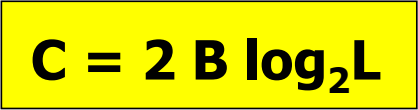 C = 2 B log₂L